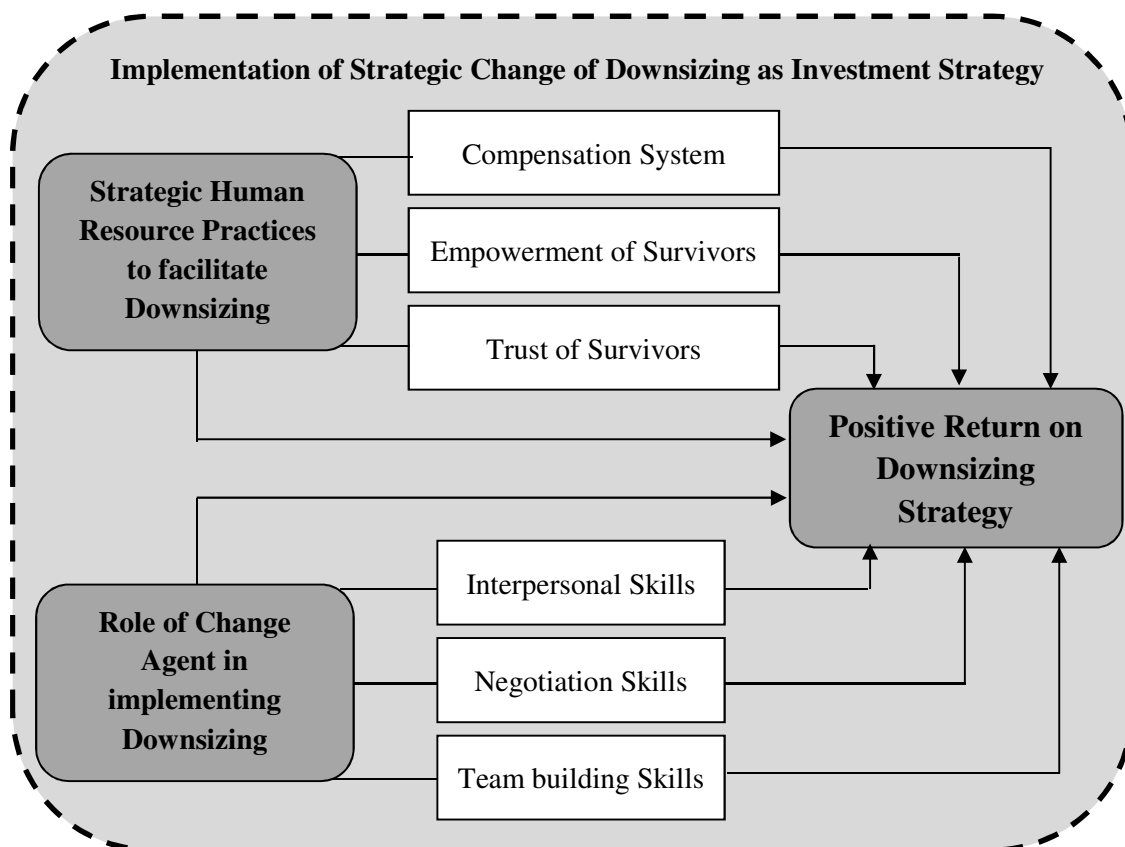 Implementation of Strategic Change of Downsizing as Investment Strategy
Strategic Human
Resource Practices
to facilitate
Downsizing
Compensation System
Empowerment of Survivors
Trust of Survivors
Positive Return on
Downsizing
Strategy
Role of Change
Agent in
implementing
Downsizing
Interpersonal Skills
Negotiation Skills
Team building Skills